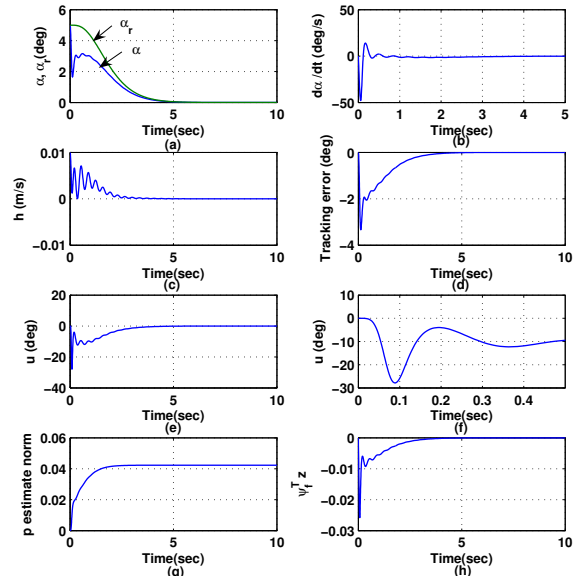 α, α_r(deg)
6
4
2
0
α_r
α
0 5 10
Time(sec)
(a)
dα /dt (deg/s)
50
0
−50
0 1 2 3 4 5
Time(sec)
(b)
h (m/s)
0.01
0
−0.01
0 5 10
Time(sec)
(c)
Tracking error (deg)
0
−2
−4
0 5 10
Time(sec)
(d)
u (deg)
20
0
−20
−40
0 5 10
Time(sec)
(e)
u (deg)
10
0
−10
−20
−30
0 0.1 0.2 0.3 0.4
Time(sec)
(f)
p estimate norm
0.06
0.04
0.02
0
0 5 10
Time(sec)
(g)
ψ_f^T z
0
−0.01
−0.02
−0.03
0 5 10
Time(sec)
(h)